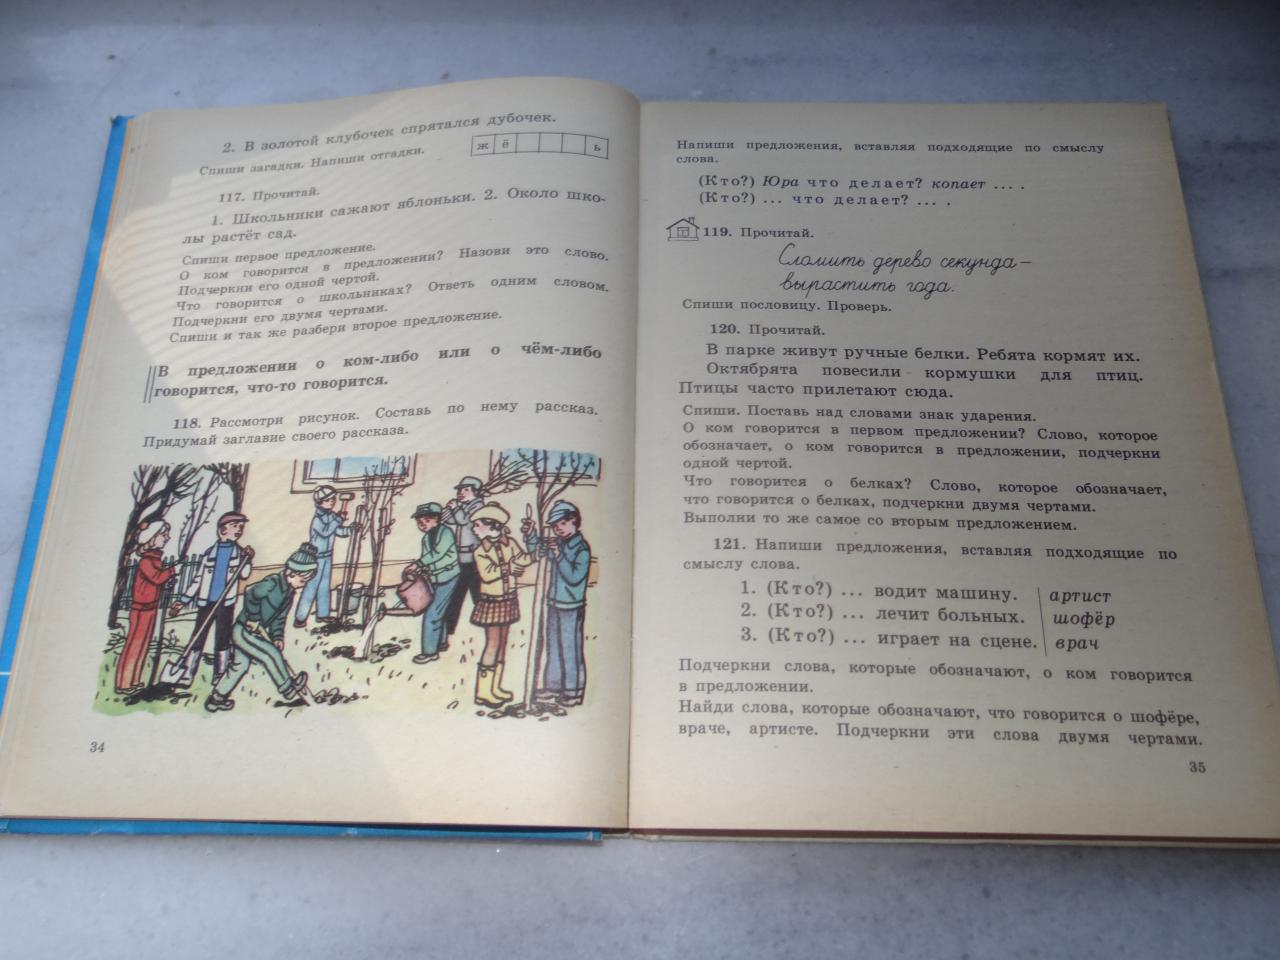 2. В золотой клубочек спрятался дубочек.
Спиши загадки. Напиши отгадки.
ж ё ь
117. Прочитай.
1. Школьники сажают яблоньки. 2. Около шко-
лы растёт сад.
Спиши первое предложение.
О ком говорится в предложении? Назови это слово.
Подчеркни его одной чертой.
Что говорится о школьниках? Ответь одним словом.
Подчеркни его двумя чертами.
Спиши и так же разбери второе предложение.
В предложении о ком-либо или о чём-либо
говорится, что-то говорится.
118. Рассмотри рисунок. Составь по нему рассказ.
Придумай заглавие своего рассказа.
34
Напиши предложения, вставляя подходящие по смыслу
слова.
(Кто?) Юра что делает? копает ... .
(Кто?) ... что делает? ... .
119. Прочитай.
Сломить дерево секунда —
вырастить года.
Спиши пословицу. Проверь.
120. Прочитай.
В парке живут ручные белки. Ребята кормят их.
Октябрята повесили кормушки для птиц.
Птицы часто прилетают сюда.
Спиши. Поставь над словами знак ударения.
О ком говорится в первом предложении? Слово, которое
обозначает, о ком говорится в предложении, подчеркни
одной чертой.
Что говорится о белках? Слово, которое обозначает,
что говорится о белках, подчеркни двумя чертами.
Выполни то же самое со вторым предложением.
121. Напиши предложения, вставляя подходящие по
смыслу слова.
1. (Кто?) ... водит машину. артист
2. (Кто?) ... лечит больных. шофёр
3. (Кто?) ... играет на сцене. врач
Подчеркни слова, которые обозначают, о ком говорится
в предложении.
Найди слова, которые обозначают, что говорится о шофёре,
враче, артисте. Подчеркни эти слова двумя чертами.
35